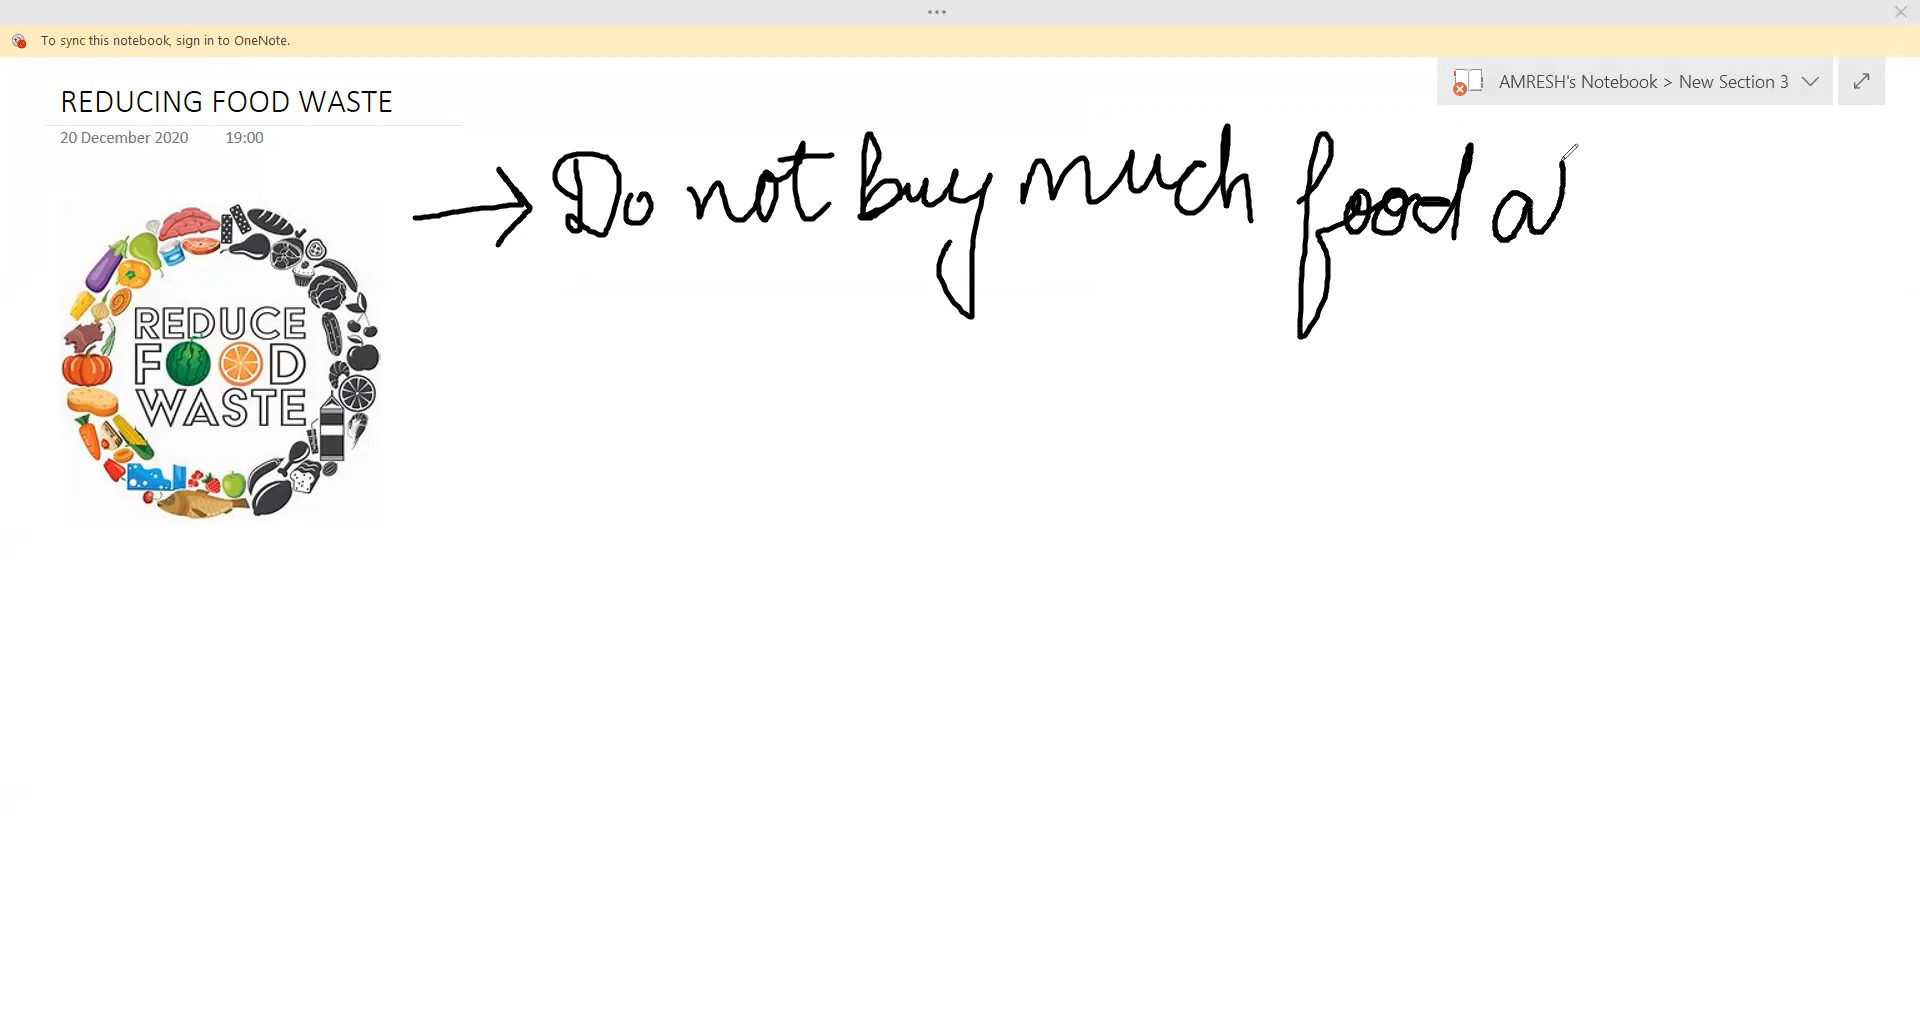 To sync this notebook, sign in to OneNote.
AMRESH's Notebook > New Section 3
REDUCING FOOD WASTE
20 December 2020 19:00
→ Do not buy much food a
REDUCE
FOOD
WASTE